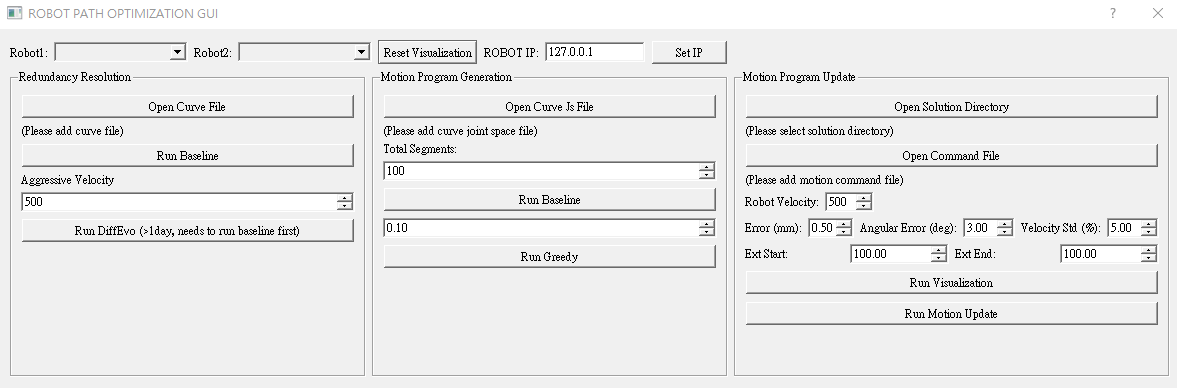 ROBOT PATH OPTIMIZATION GUI
Robot1: Robot2: Reset Visualization ROBOT IP: 127.0.0.1 Set IP
Redundancy Resolution
Open Curve File
(Please add curve file)
Run Baseline
Aggressive Velocity
500
Run DiffEvo (>1day, needs to run baseline first)
Motion Program Generation
Open Curve Js File
(Please add curve joint space file)
Total Segments:
100
Run Baseline
0.10
Run Greedy
Motion Program Update
Open Solution Directory
(Please select solution directory)
Open Command File
(Please add motion command file)
Robot Velocity: 500
Error (mm): 0.50 Angular Error (deg): 3.00 Velocity Std (%): 5.00
Ext Start: 100.00 Ext End: 100.00
Run Visualization
Run Motion Update